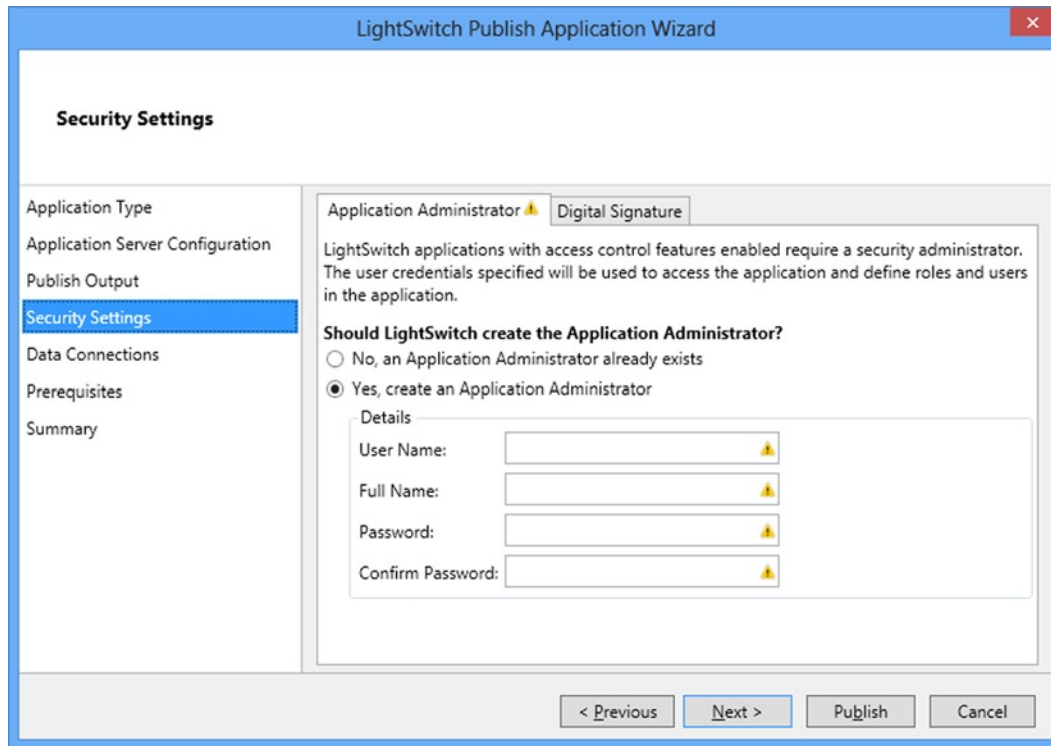 LightSwitch Publish Application Wizard
Security Settings
Application Type
Application Server Configuration
Publish Output
Security Settings
Data Connections
Prerequisites
Summary
Application Administrator
Digital Signature
LightSwitch applications with access control features enabled require a security administrator.
The user credentials specified will be used to access the application and define roles and users
in the application.
Should LightSwitch create the Application Administrator?
No, an Application Administrator already exists
Yes, create an Application Administrator
Details
User Name:
Full Name:
Password:
Confirm Password:
< Previous
Next >
Publish
Cancel